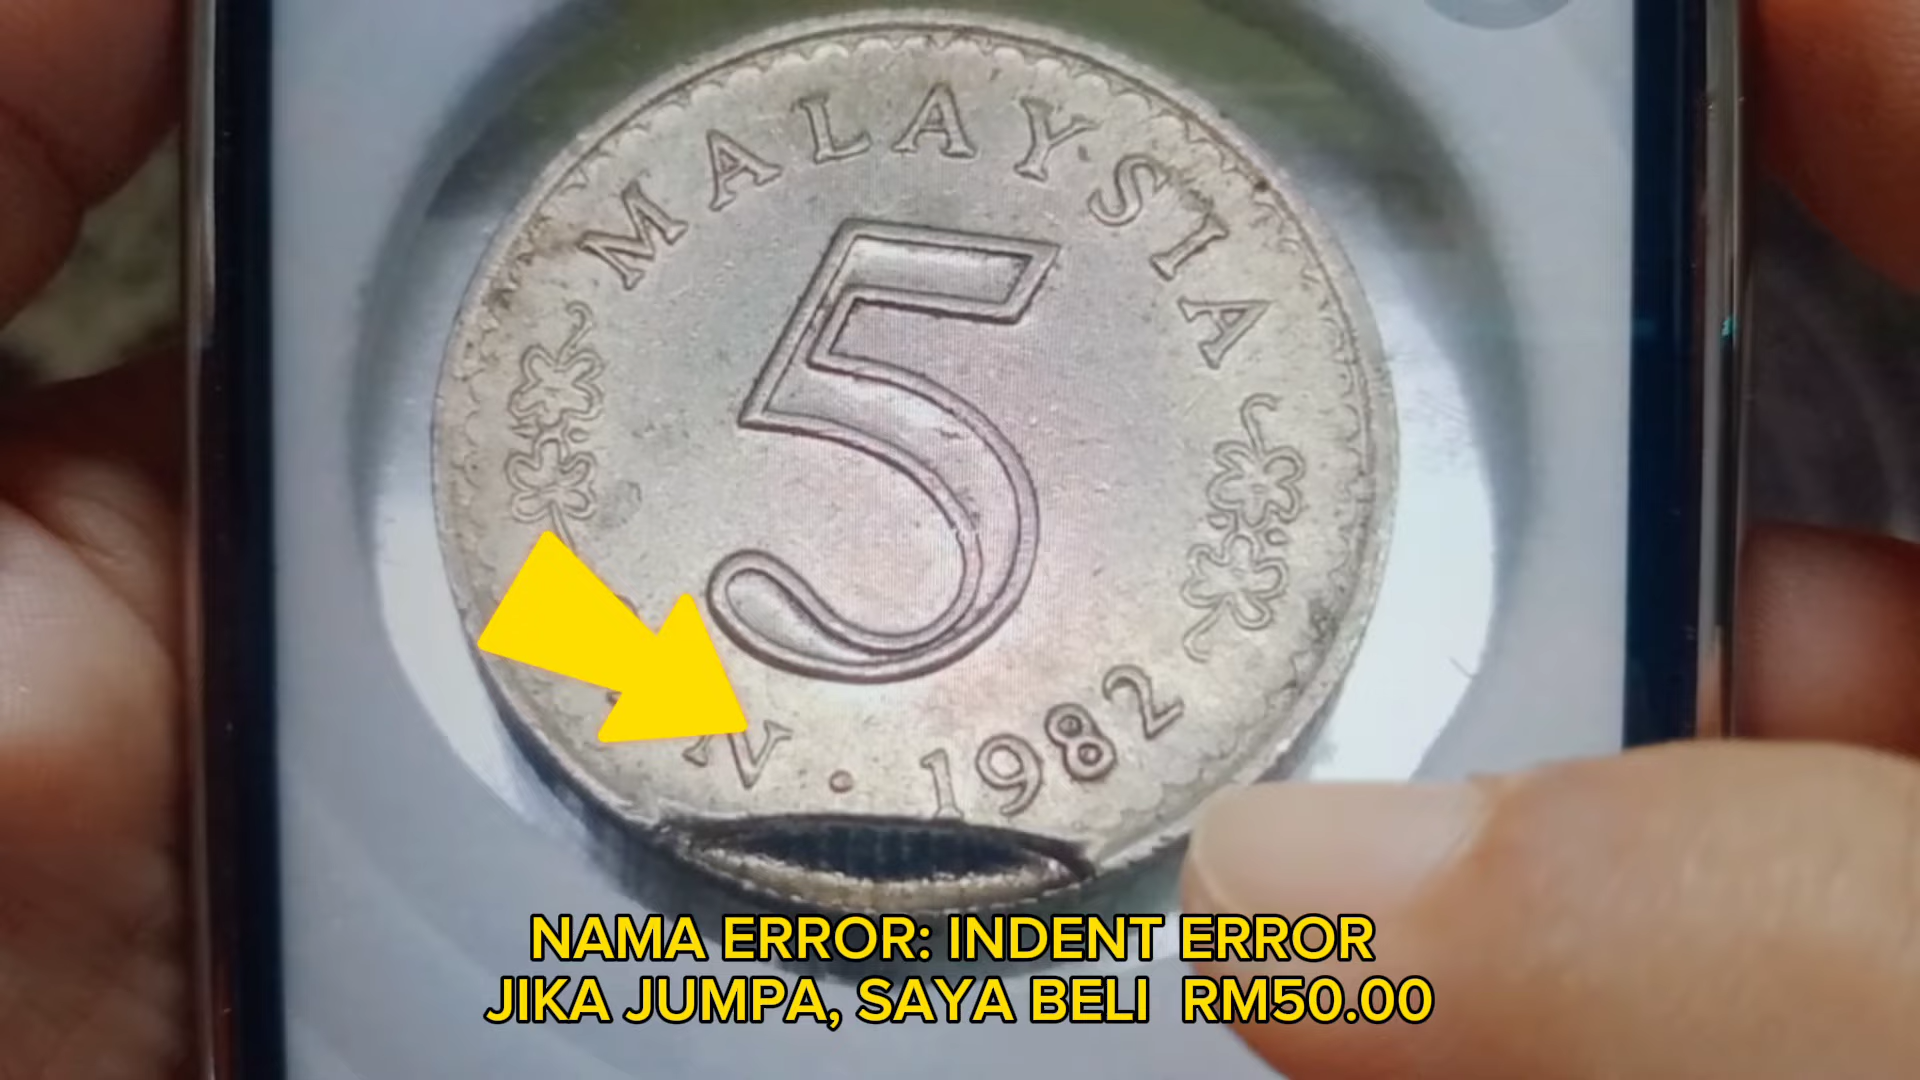 MALAYSIA
5
N · 1982
NAMA ERROR: INDENT ERROR
JIKA JUMPA, SAYA BELI RM50.00